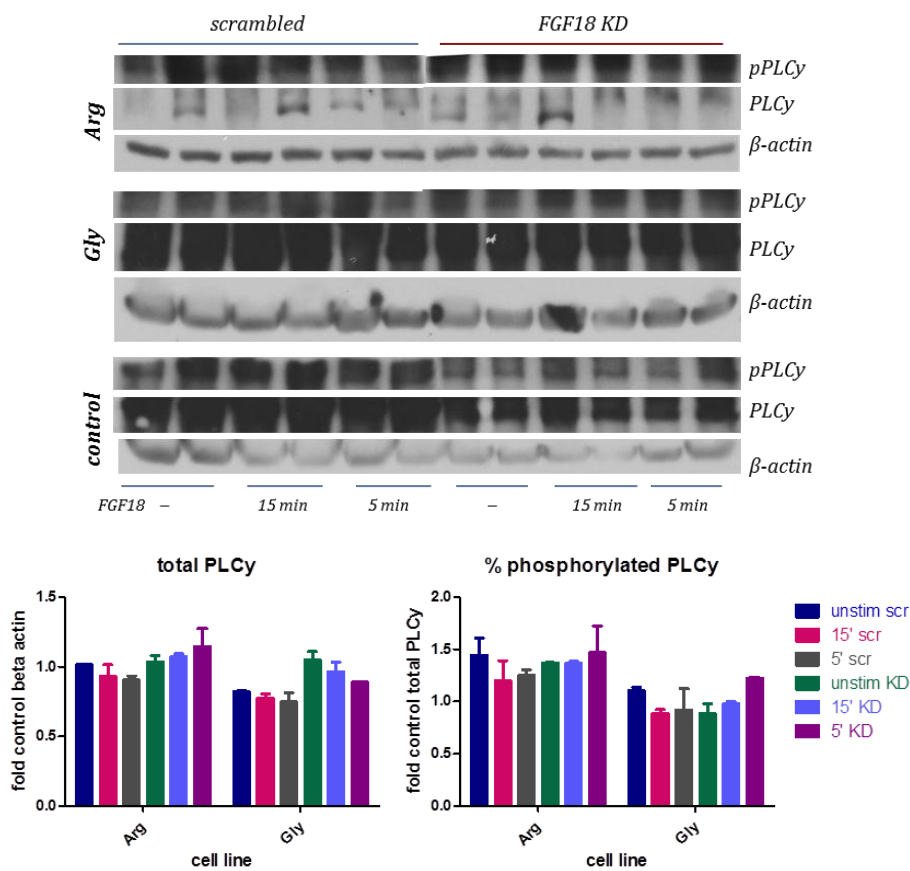 scrambled FGF18 KD
Arg
pPLCy
PLCy
β-actin
Gly
pPLCy
PLCy
β-actin
control
pPLCy
PLCy
β-actin
FGF18 – 15 min 5 min – 15 min 5 min
total PLCy
fold control beta actin
1.5
1.0
0.5
0.0
Arg Gly
cell line
% phosphorylated PLCy
fold control total PLCy
2.0
1.5
1.0
0.5
0.0
Arg Gly
cell line
unstim scr
15' scr
5' scr
unstim KD
15' KD
5' KD